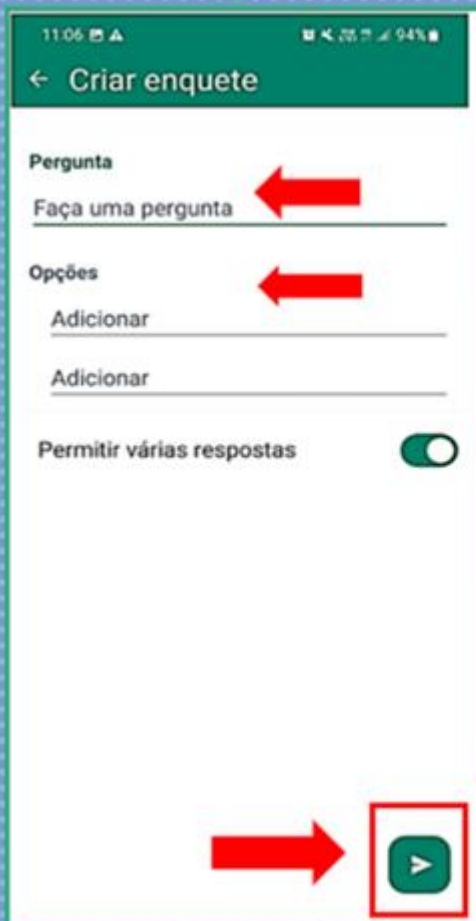 11:06 94%
Criar enquete
Pergunta
Faça uma pergunta
Opções
Adicionar
Adicionar
Permitir várias respostas